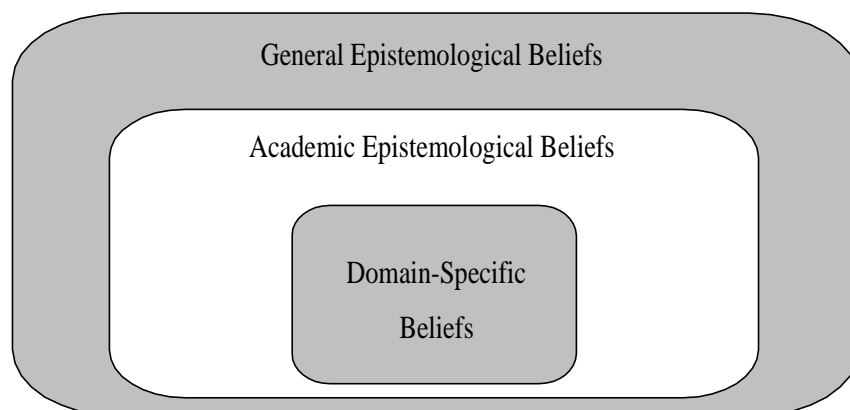 General Epistemological Beliefs
Academic Epistemological Beliefs
Domain-Specific
Beliefs